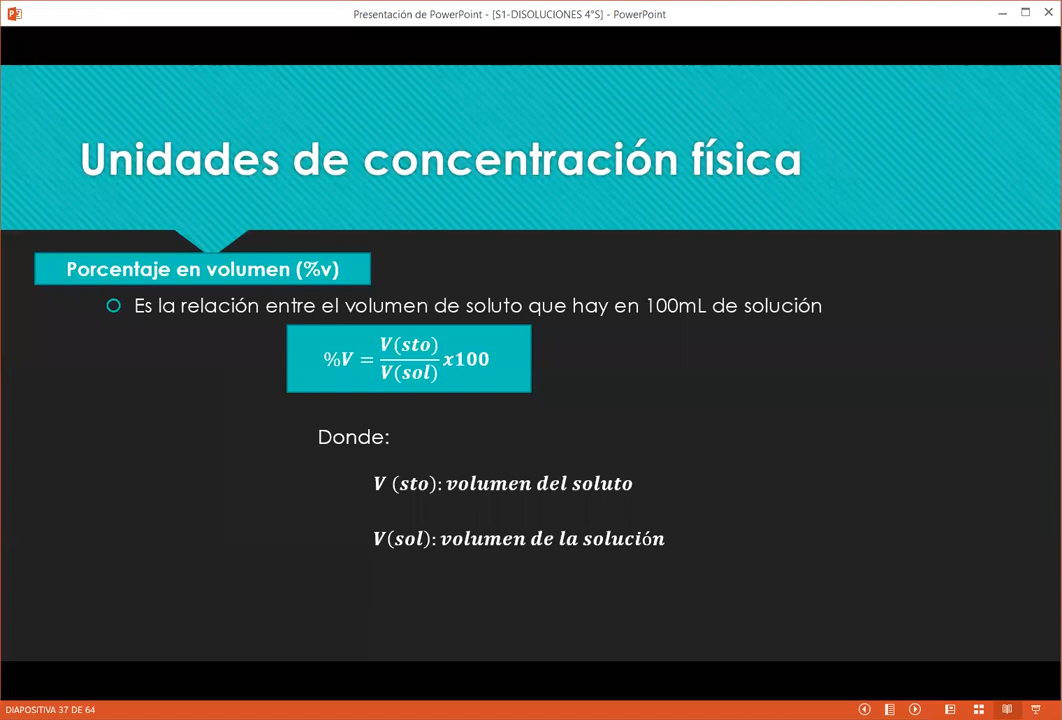 Presentación de PowerPoint - [S1-DISOLUCIONES 4°S] - PowerPoint
Unidades de concentración física
Porcentaje en volumen (%v)
Es la relación entre el volumen de soluto que hay en 100mL de solución
%V = V(sto)/V(sol) x100
Donde:
V (sto): volumen del soluto
V(sol): volumen de la solución
DIAPOSITIVA 37 DE 64